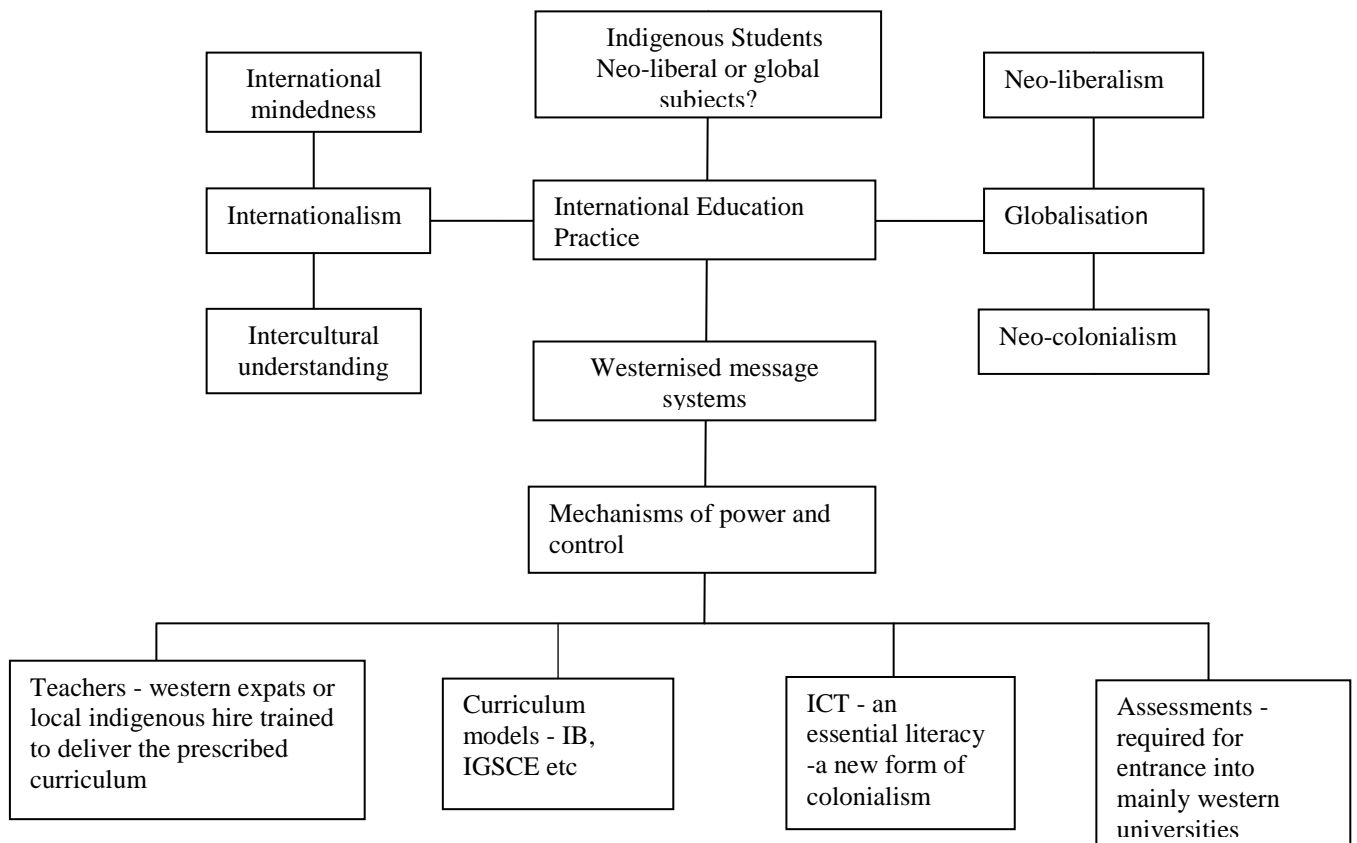 Indigenous Students
Neo-liberal or global
subjects?
International
mindedness
Neo-liberalism
Internationalism
International Education
Practice
Globalisation
Intercultural
understanding
Westernised message
systems
Neo-colonialism
Mechanisms of power and
control
Teachers - western expats or
local indigenous hire trained
to deliver the prescribed
curriculum
Curriculum
models - IB,
IGSCE etc
ICT - an
essential literacy
-a new form of
colonialism
Assessments -
required for
entrance into
mainly western
universities